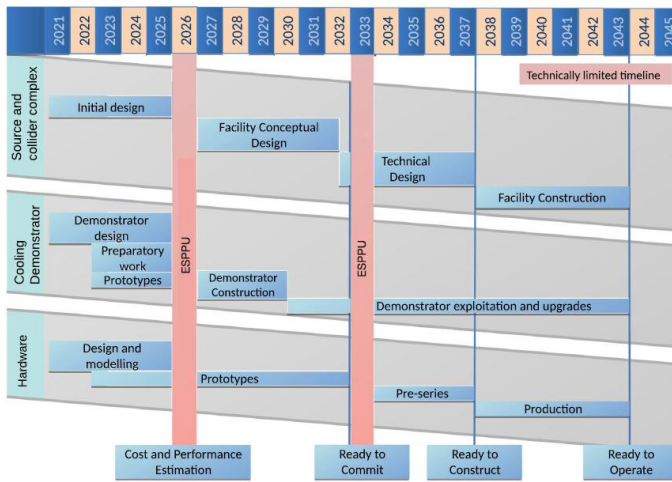 2021 2022 2023 2024 2025 2026 2027 2028 2029 2030 2031 2032 2033 2034 2035 2036 2037 2038 2039 2040 2041 2042 2043 2044 2045
Technically limited timeline
Source and
collider complex
Initial design
Facility Conceptual
Design
Technical
Design
Facility Construction
Cooling
Demonstrator
Demonstrator
design
Preparatory
work
Prototypes
ESPPU
Demonstrator
Construction
ESPPU
Demonstrator exploitation and upgrades
Hardware
Design and
modelling
Prototypes
Pre-series
Production
Cost and Performance
Estimation
Ready to
Commit
Ready to
Construct
Ready to
Operate